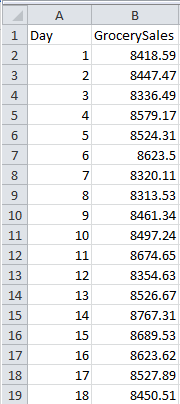 A B
1 Day GrocerySales
2 1 8418.59
3 2 8447.47
4 3 8336.49
5 4 8579.17
6 5 8524.31
7 6 8623.5
8 7 8320.11
9 8 8313.53
10 9 8461.34
11 10 8497.24
12 11 8674.65
13 12 8354.63
14 13 8526.67
15 14 8767.31
16 15 8689.53
17 16 8623.62
18 17 8527.89
19 18 8450.51